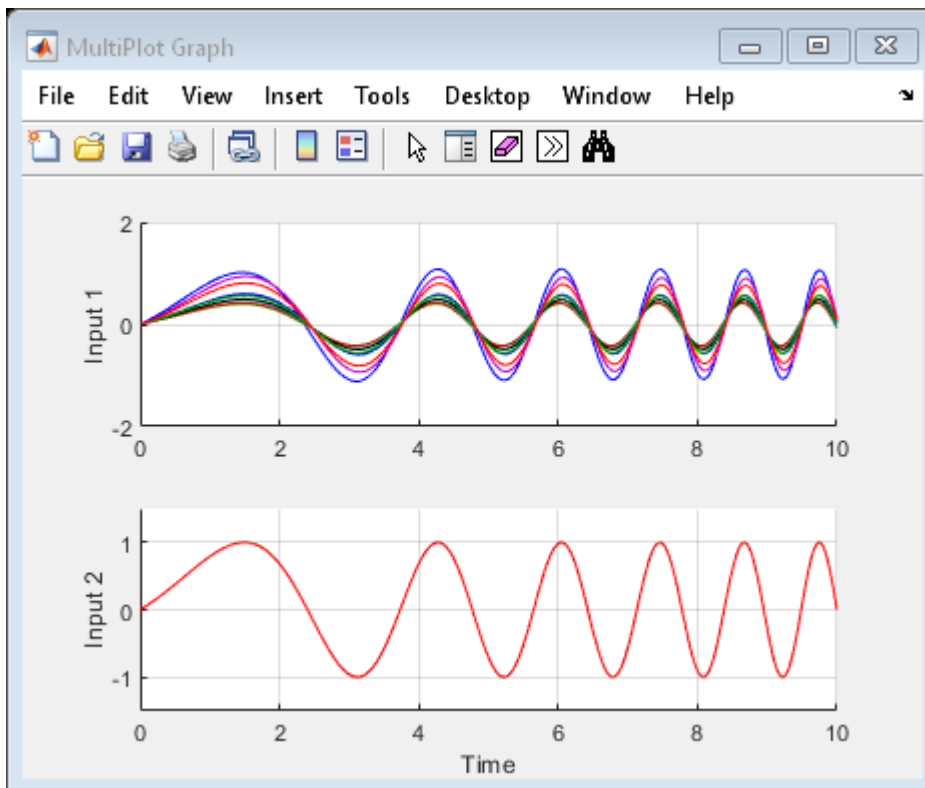 MultiPlot Graph
File Edit View Insert Tools Desktop Window Help
2
0
-2
Input 1
0 2 4 6 8 10
1
0
-1
Input 2
0 2 4 6 8 10
Time